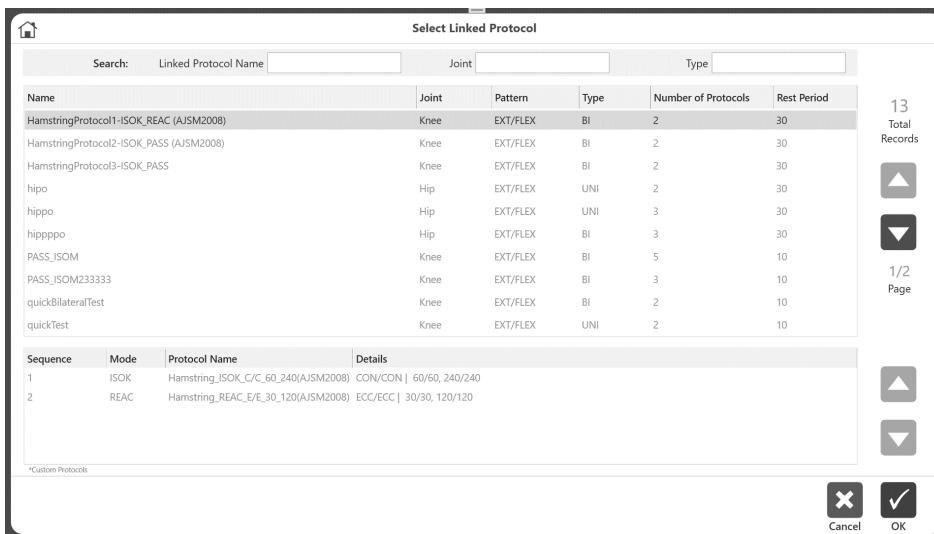 Select Linked Protocol
Search: Linked Protocol Name Joint Type
Name Joint Pattern Type Number of Protocols Rest Period
HamstringProtocol1-ISOK_REAC (AJSM2008) Knee EXT/FLEX BI 2 30
HamstringProtocol2-ISOK_PASS (AJSM2008) Knee EXT/FLEX BI 2 30
HamstringProtocol3-ISOK_PASS Knee EXT/FLEX BI 2 30
hipo Hip EXT/FLEX UNI 2 30
hippo Hip EXT/FLEX UNI 3 30
hippppo Hip EXT/FLEX BI 3 30
PASS_ISOM Knee EXT/FLEX BI 5 10
PASS_ISOM233333 Knee EXT/FLEX BI 3 10
quickBilateralTest Knee EXT/FLEX BI 2 10
quickTest Knee EXT/FLEX UNI 2 10
13
Total
Records
1/2
Page
Sequence Mode Protocol Name Details
1 ISOK Hamstring_ISOK_C/C_60_240(AJSM2008) CON/CON | 60/60, 240/240
2 REAC Hamstring_REAC_E/E_30_120(AJSM2008) ECC/ECC | 30/30, 120/120
*Custom Protocols
Cancel OK